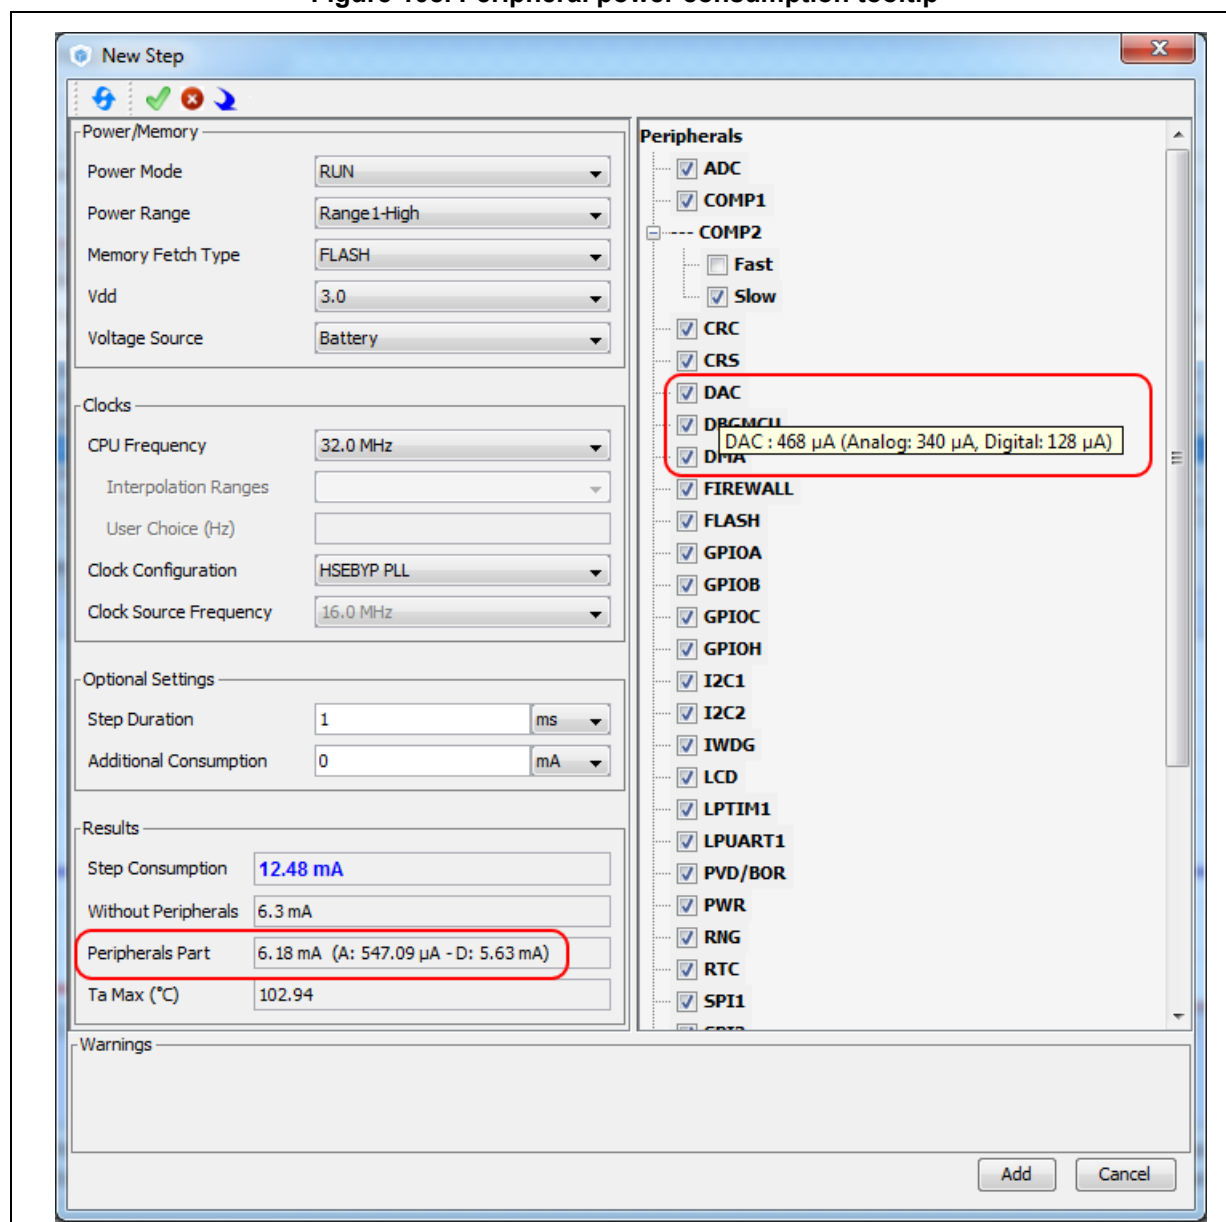 New Step
X
Power/Memory
Power Mode
RUN
Power Range
Range1-High
Memory Fetch Type
FLASH
Vdd
3.0
Voltage Source
Battery
Clocks
CPU Frequency
32.0 MHz
Interpolation Ranges
User Choice (Hz)
Clock Configuration
HSEBYP PLL
Clock Source Frequency
16.0 MHz
Optional Settings
Step Duration
1
ms
Additional Consumption
0
mA
Results
Step Consumption
12.48 mA
Without Peripherals
6.3 mA
Peripherals Part
6.18 mA (A: 547.09 µA - D: 5.63 mA)
Ta Max (°C)
102.94
Peripherals
ADC
COMP1
--- COMP2
Fast
Slow
CRC
CRS
DAC
DBGMCU
DAC : 468 µA (Analog: 340 µA, Digital: 128 µA)
DMA
FIREWALL
FLASH
GPIOA
GPIOB
GPIOC
GPIOH
I2C1
I2C2
IWDG
LCD
LPTIM1
LPUART1
PVD/BOR
PWR
RNG
RTC
SPI1
Warnings
Add
Cancel